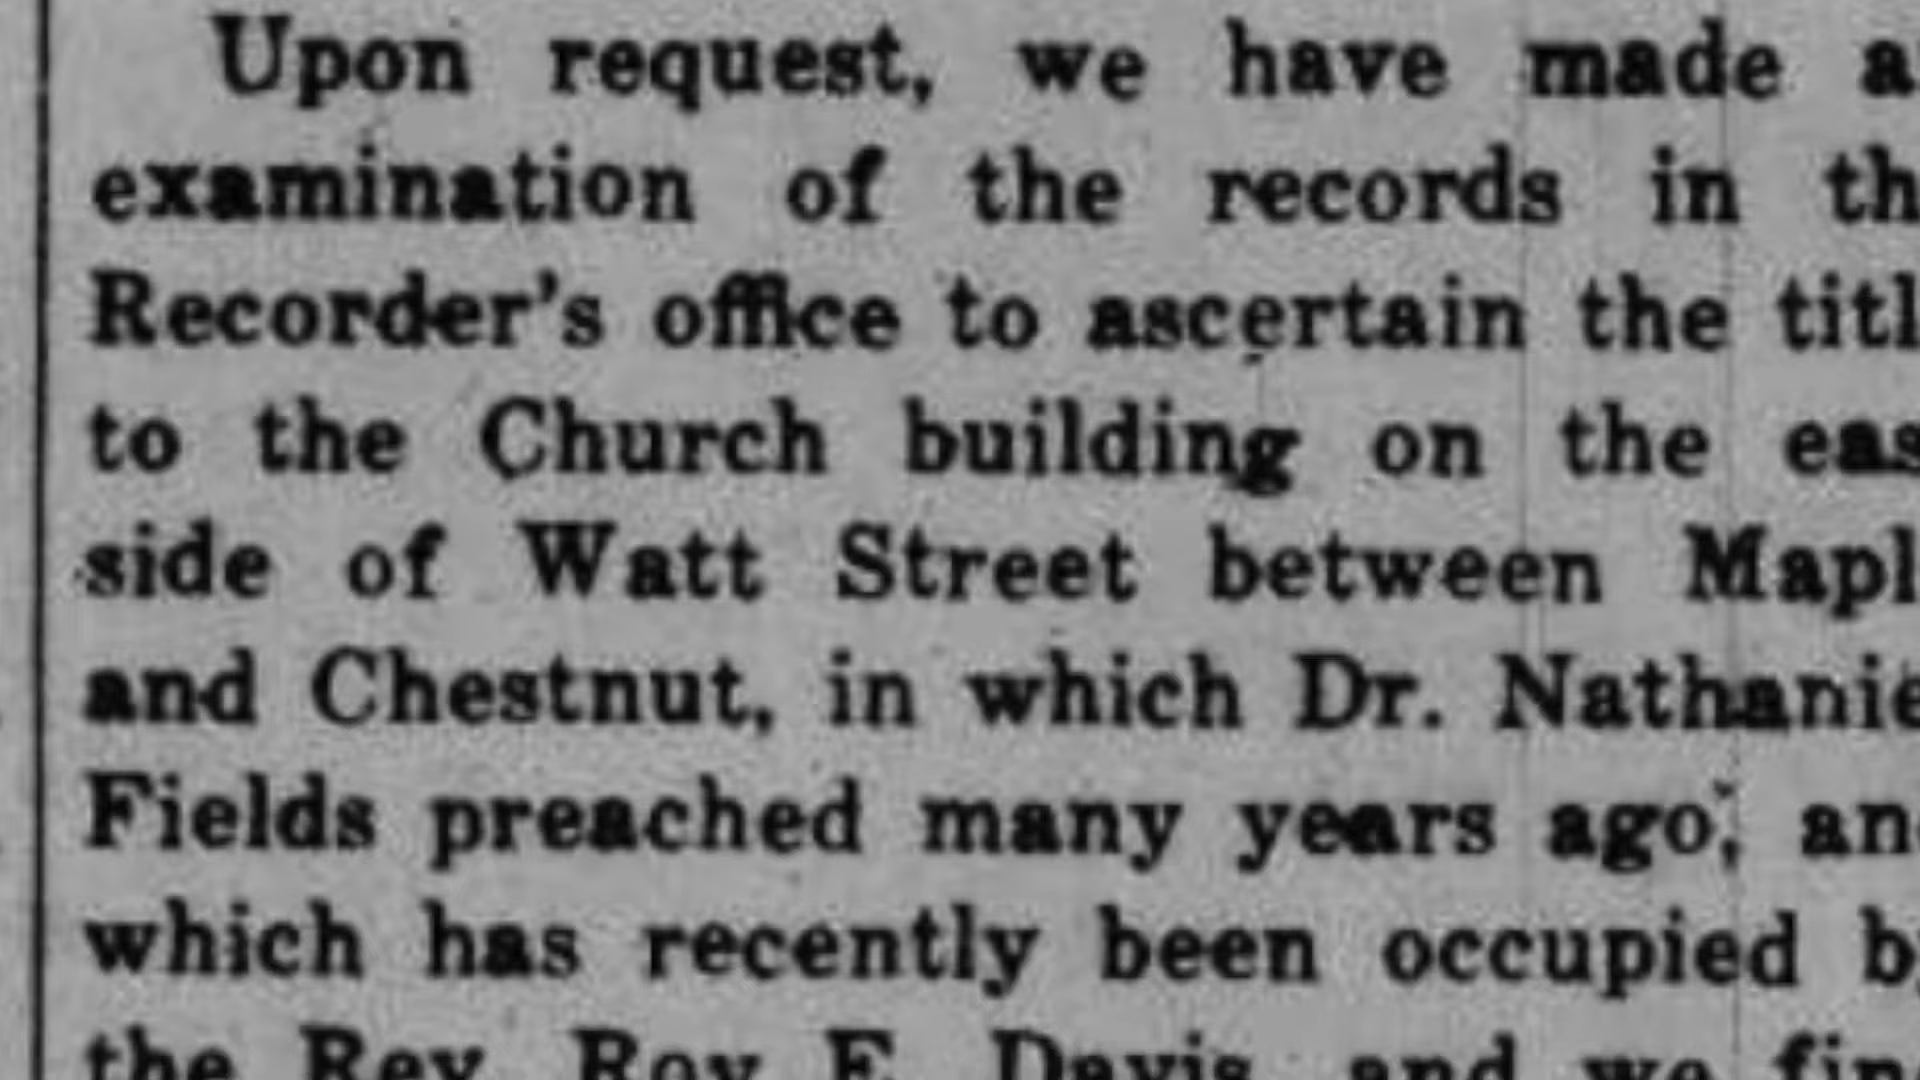 Upon request, we have made a
examination of the records in th
Recorder's office to ascertain the titl
to the Church building on the eas
side of Watt Street between Mapl
and Chestnut, in which Dr. Nathanie
Fields preached many years ago, an
which has recently been occupied b
the Rev. Roy E. Davis, and we fin